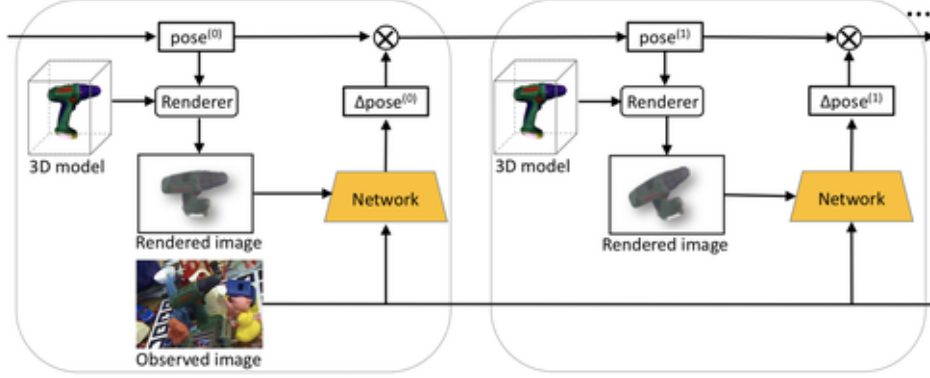 pose(0)
Renderer
Δpose(0)
3D model
Network
Rendered image
Observed image
pose(1)
Renderer
Δpose(1)
3D model
Network
Rendered image
....